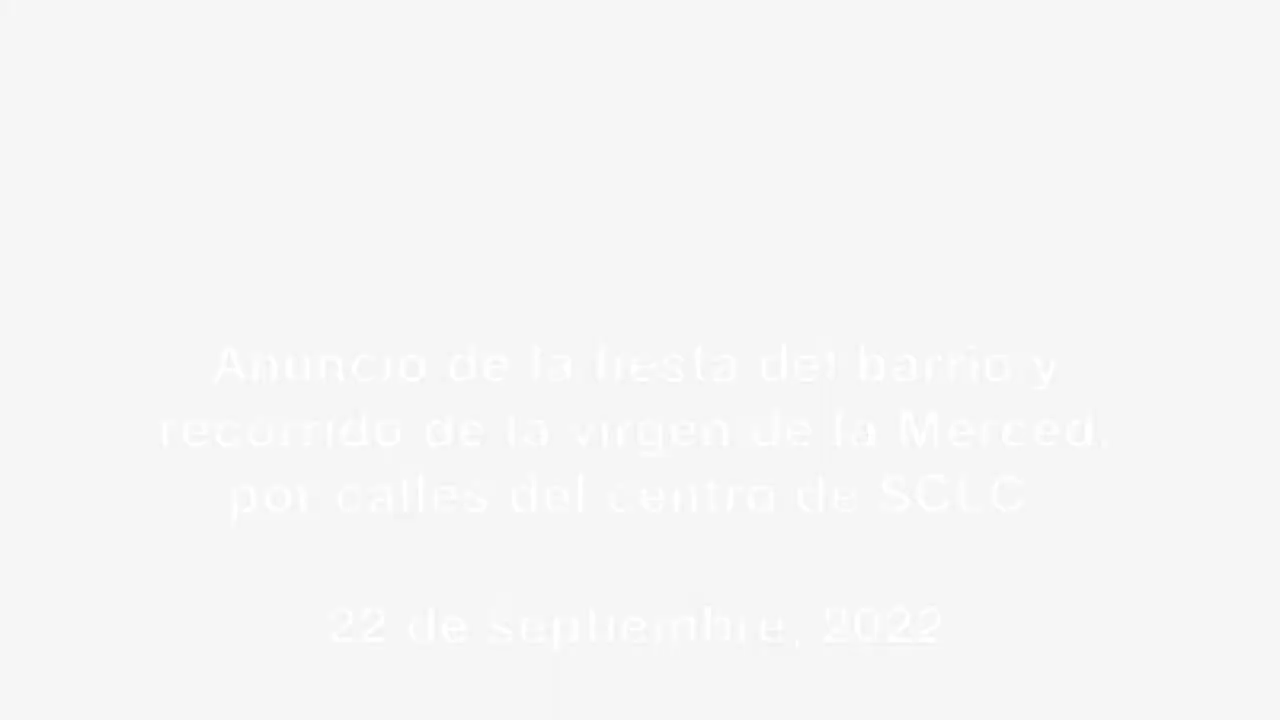 Anuncio de la fiesta del barrio y
recorrido de la virgen de la Merced,
por calles del centro de SCLC
22 de septiembre, 2022